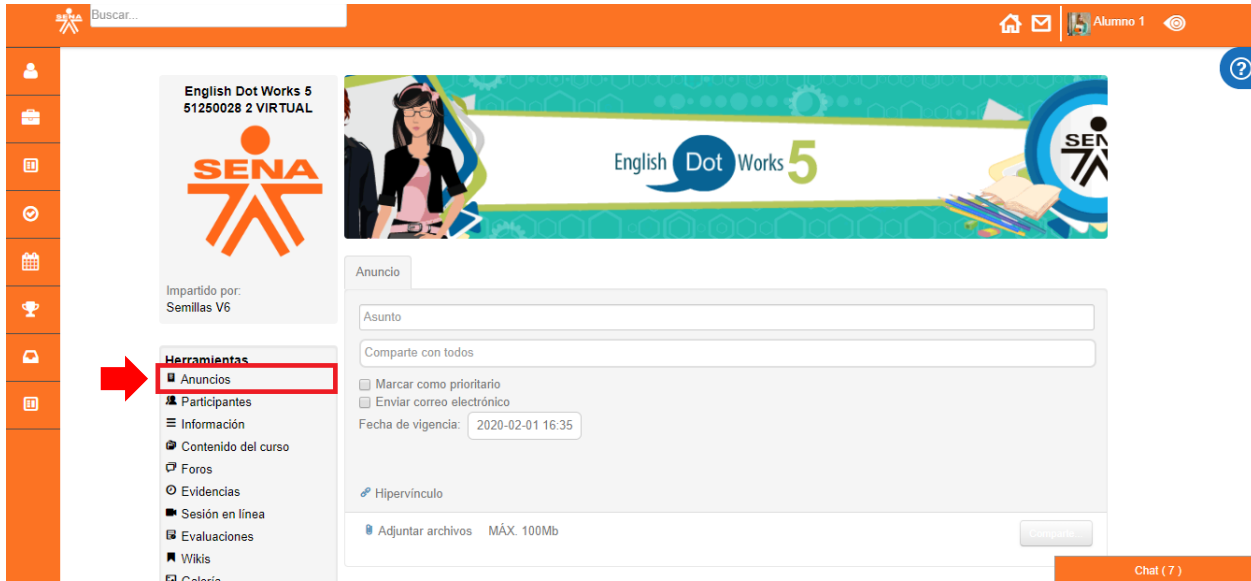 SENA
Buscar...
Alumno 1
English Dot Works 5
51250028 2 VIRTUAL
SENA
Impartido por:
Semillas V6
English Dot Works 5
SEN
Herramientas
Anuncios
Participantes
Información
Contenido del curso
Foros
Evidencias
Sesión en línea
Evaluaciones
Wikis
Galería
Anuncio
Asunto
Comparte con todos
Marcar como prioritario
Enviar correo electrónico
Fecha de vigencia: 2020-02-01 16:35
Hipervínculo
Adjuntar archivos MÁX. 100Mb
Chat ( 7 )